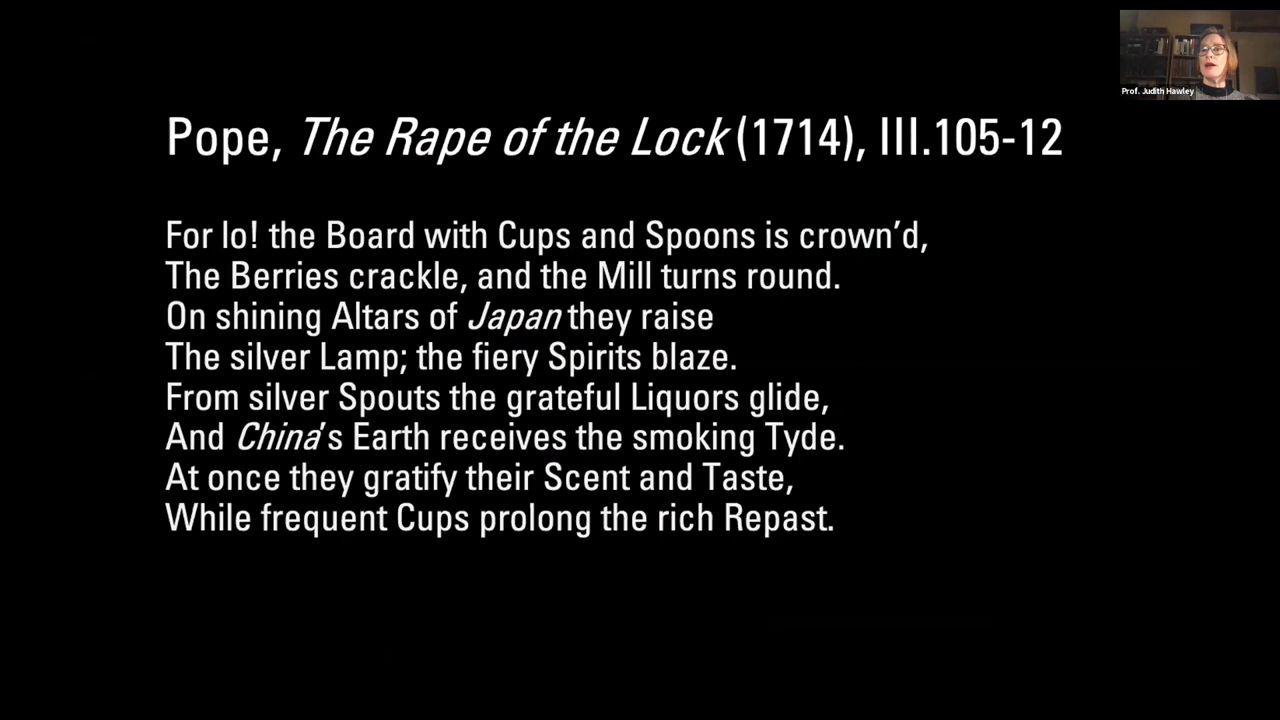 Prof. Judith Hawley
Pope, The Rape of the Lock (1714), III.105-12
For lo! the Board with Cups and Spoons is crown’d,
The Berries crackle, and the Mill turns round.
On shining Altars of Japan they raise
The silver Lamp; the fiery Spirits blaze.
From silver Spouts the grateful Liquors glide,
And China’s Earth receives the smoking Tyde.
At once they gratify their Scent and Taste,
While frequent Cups prolong the rich Repast.